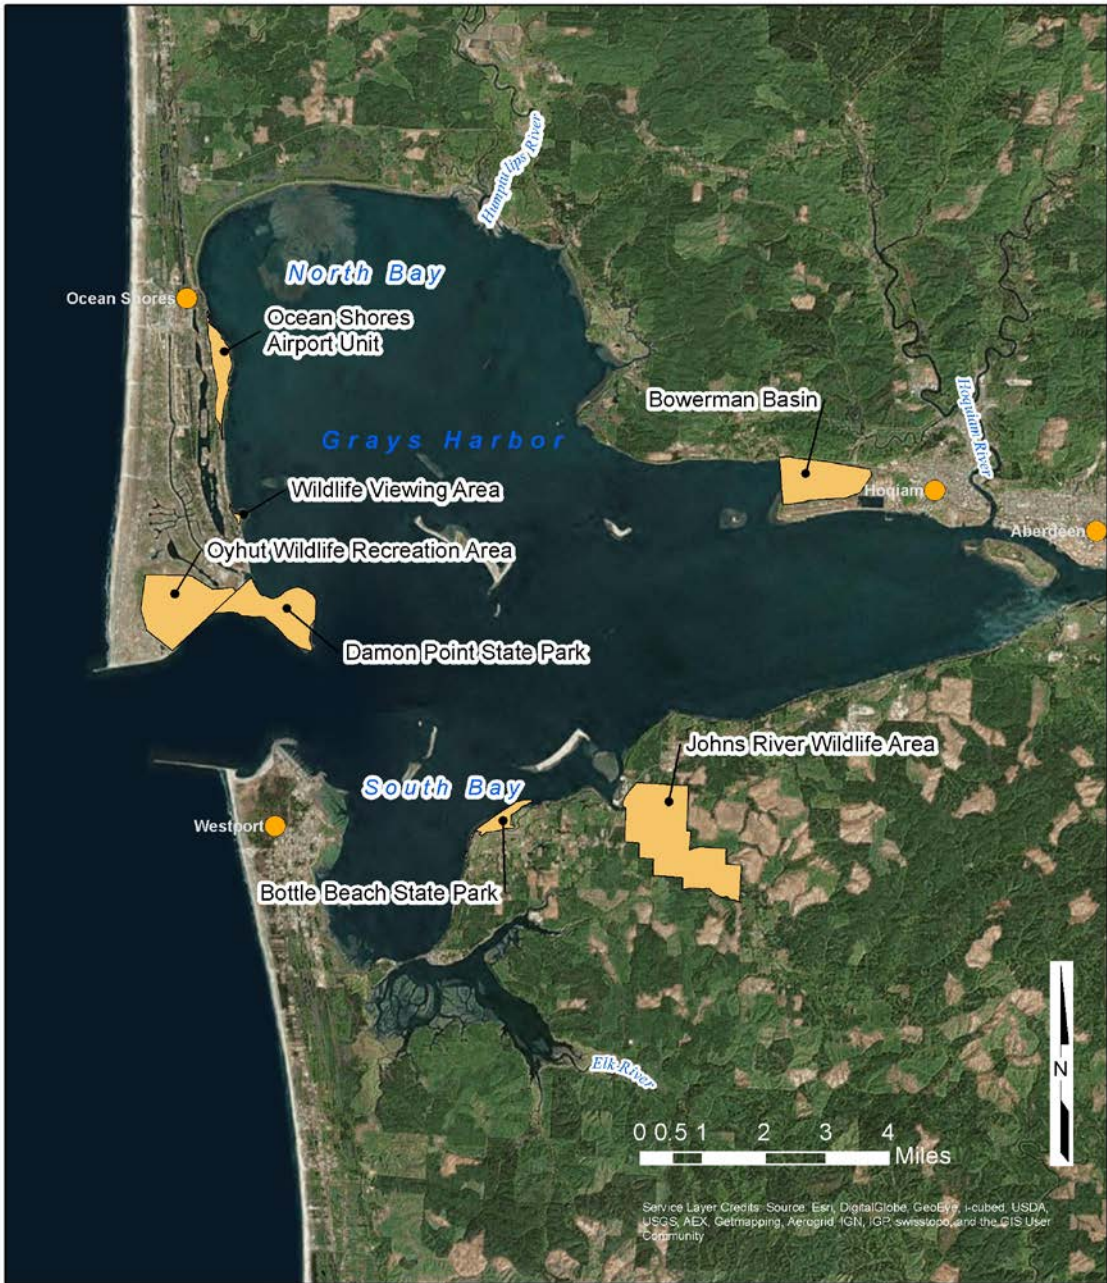 Humptulips River
North Bay
Ocean Shores
Ocean Shores
Airport Unit
Bowerman Basin
Hoquiam River
Grays Harbor
Wildlife Viewing Area
Hoqiam
Aberdeen
Oyhut Wildlife Recreation Area
Damon Point State Park
Johns River Wildlife Area
South Bay
Westport
Bottle Beach State Park
Elk River
N
0 0.5 1 2 3 4
Miles
Service Layer Credits: Source: Esri, DigitalGlobe, GeoEye, i-cubed, USDA,
USGS, AEX, Getmapping, Aerogrid, IGN, IGP, swisstopo, and the GIS User
Community